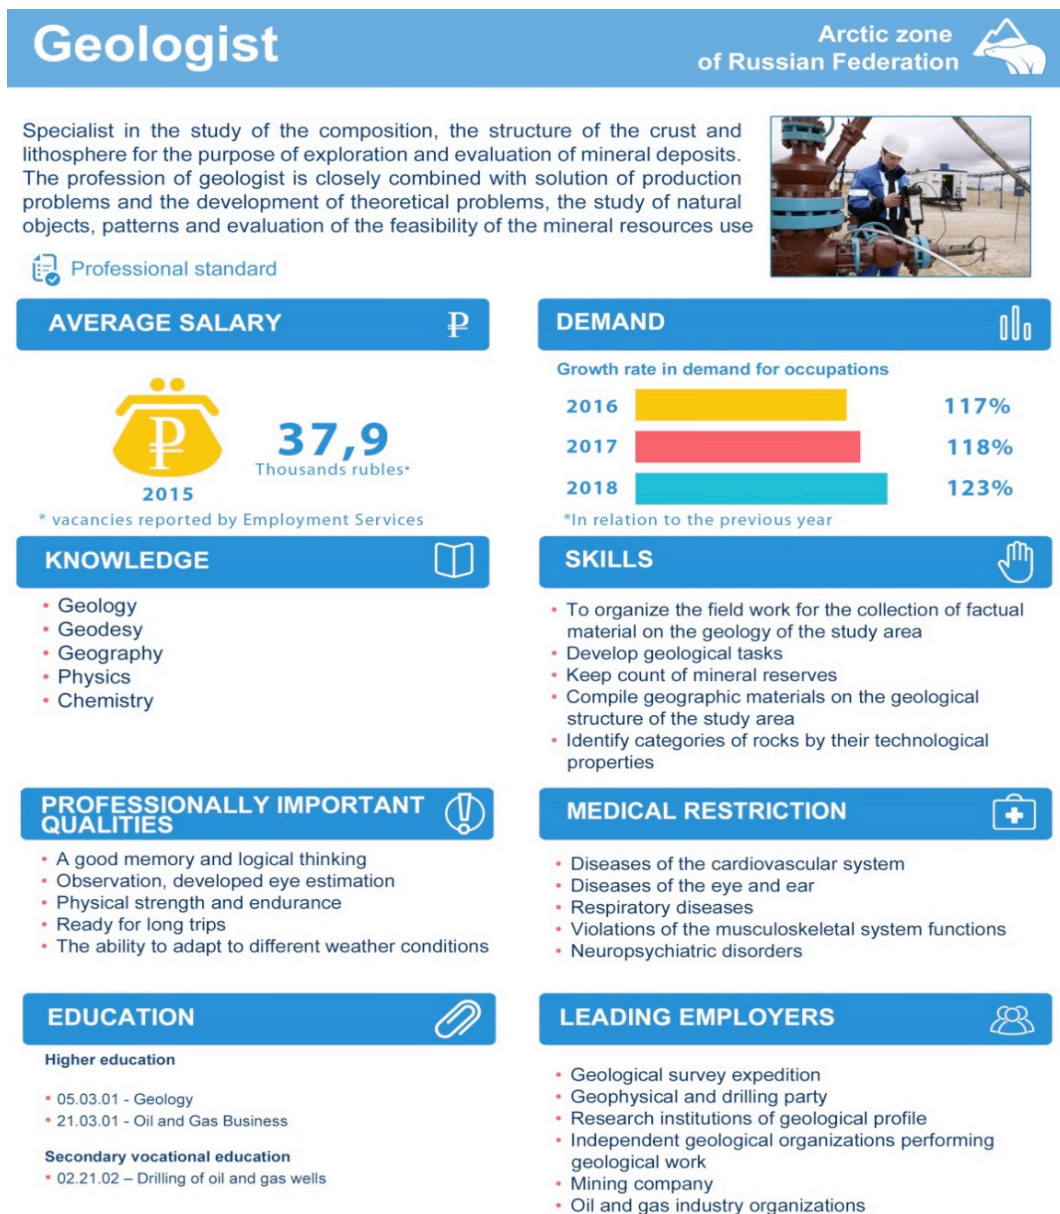 Geologist
Arctic zone
of Russian Federation
Specialist in the study of the composition, the structure of the crust and
lithosphere for the purpose of exploration and evaluation of mineral deposits.
The profession of geologist is closely combined with solution of production
problems and the development of theoretical problems, the study of natural
objects, patterns and evaluation of the feasibility of the mineral resources use
Professional standard
AVERAGE SALARY ₽
₽
2015
37,9
Thousands rubles*
* vacancies reported by Employment Services
DEMAND
Growth rate in demand for occupations
2016 117%
2017 118%
2018 123%
*In relation to the previous year
KNOWLEDGE
• Geology
• Geodesy
• Geography
• Physics
• Chemistry
SKILLS
• To organize the field work for the collection of factual
material on the geology of the study area
• Develop geological tasks
• Keep count of mineral reserves
• Compile geographic materials on the geological
structure of the study area
• Identify categories of rocks by their technological
properties
PROFESSIONALLY IMPORTANT
QUALITIES
• A good memory and logical thinking
• Observation, developed eye estimation
• Physical strength and endurance
• Ready for long trips
• The ability to adapt to different weather conditions
MEDICAL RESTRICTION
• Diseases of the cardiovascular system
• Diseases of the eye and ear
• Respiratory diseases
• Violations of the musculoskeletal system functions
• Neuropsychiatric disorders
EDUCATION
Higher education
• 05.03.01 - Geology
• 21.03.01 - Oil and Gas Business
Secondary vocational education
• 02.21.02 – Drilling of oil and gas wells
LEADING EMPLOYERS
• Geological survey expedition
• Geophysical and drilling party
• Research institutions of geological profile
• Independent geological organizations performing
geological work
• Mining company
• Oil and gas industry organizations